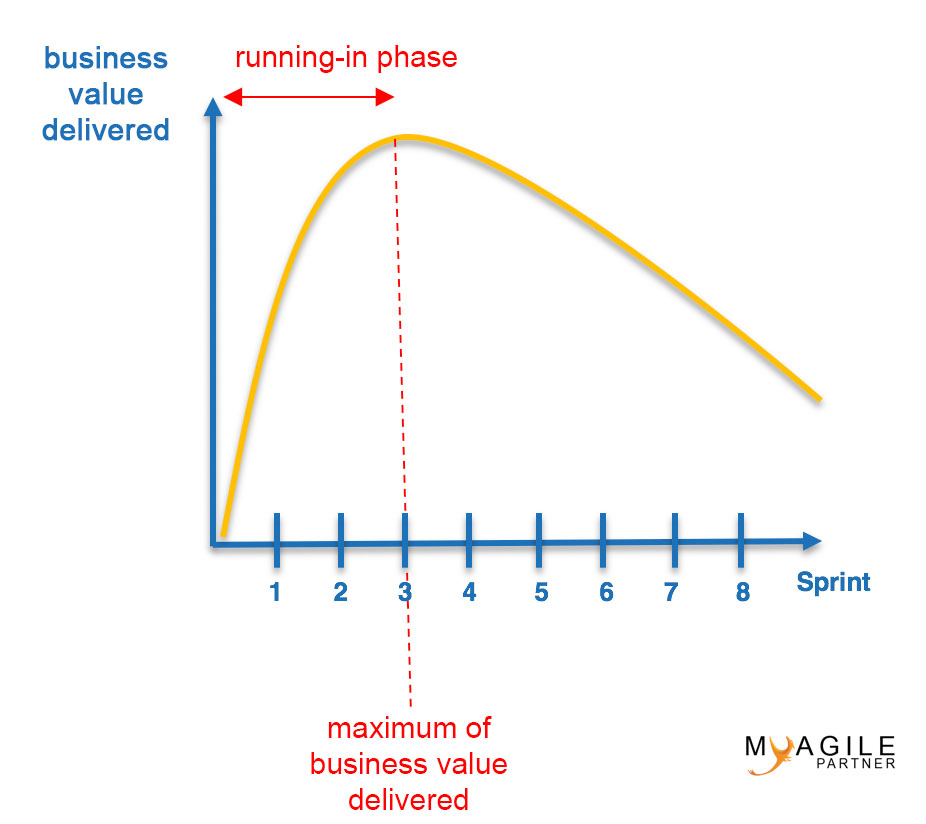 business
value
delivered
running-in phase
1 2 3 4 5 6 7 8 Sprint
maximum of
business value
delivered
MYAGILE
PARTNER